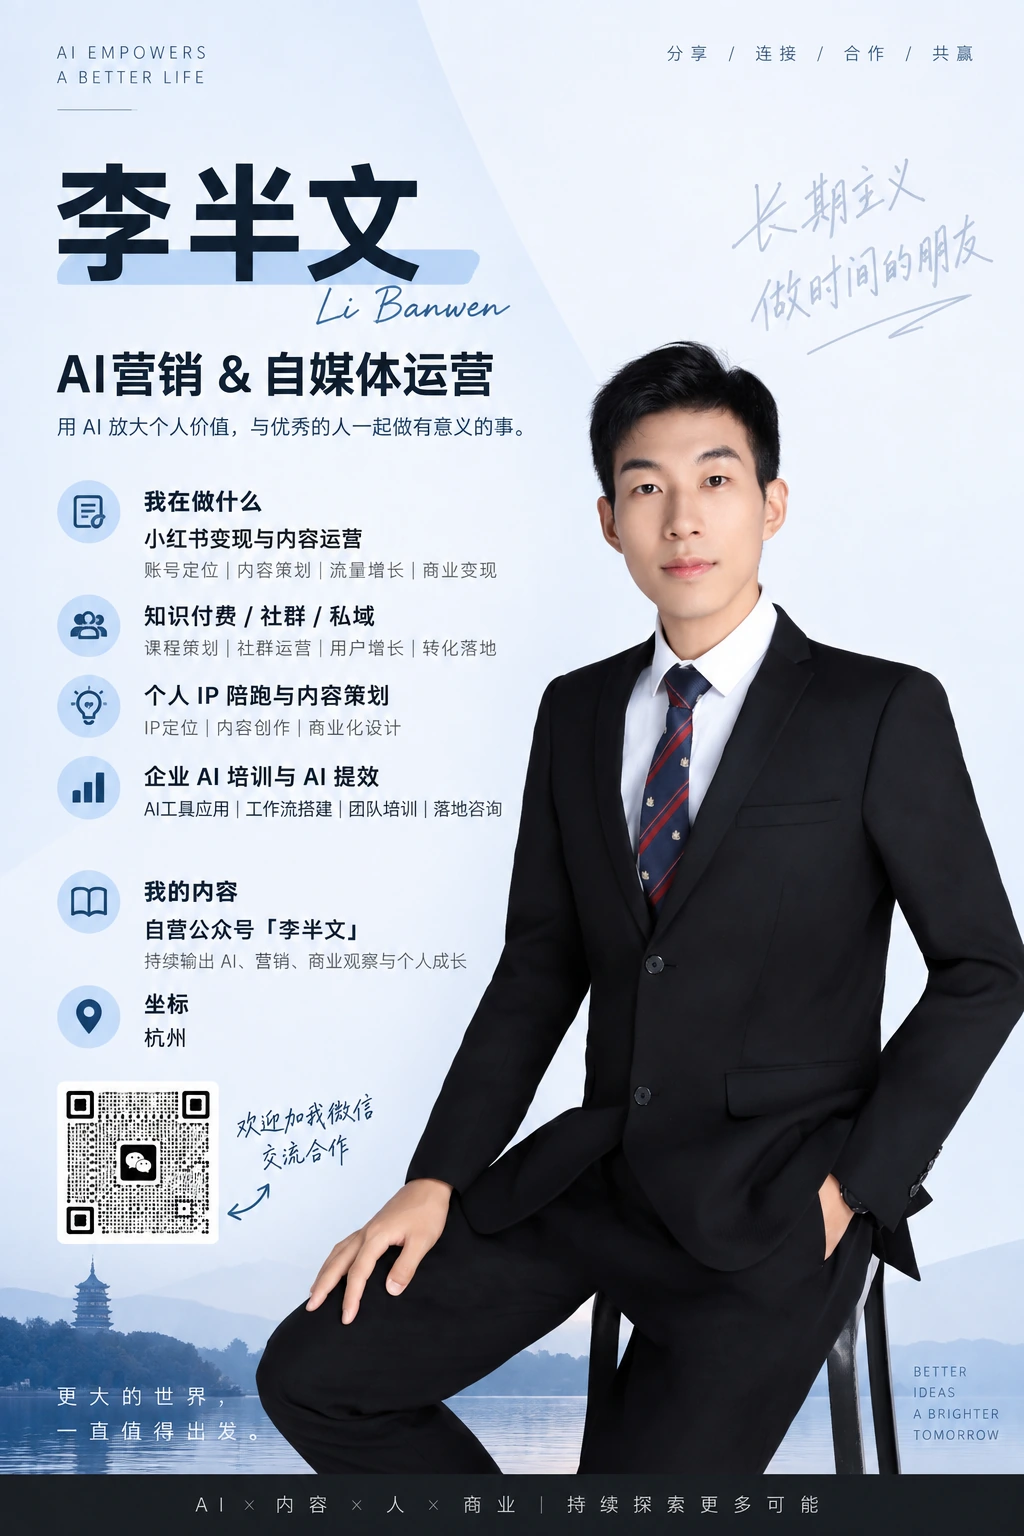 AI EMPOWERS
A BETTER LIFE
分享 / 连接 / 合作 / 共赢
李半文
Li Banwen
长期主义
做时间的朋友
AI营销 & 自媒体运营
用 AI 放大个人价值，与优秀的人一起做有意义的事。
我在做什么
小红书变现与内容运营
账号定位 | 内容策划 | 流量增长 | 商业变现
知识付费 / 社群 / 私域
课程策划 | 社群运营 | 用户增长 | 转化落地
个人 IP 陪跑与内容策划
IP定位 | 内容创作 | 商业化设计
企业 AI 培训与 AI 提效
AI工具应用 | 工作流搭建 | 团队培训 | 落地咨询
我的内容
自营公众号「李半文」
持续输出 AI、营销、商业观察与个人成长
坐标
杭州
欢迎加我微信
交流合作
更大的世界，
一直值得出发。
BETTER
IDEAS
A BRIGHTER
TOMORROW
AI × 内容 × 人 × 商业 | 持续探索更多可能